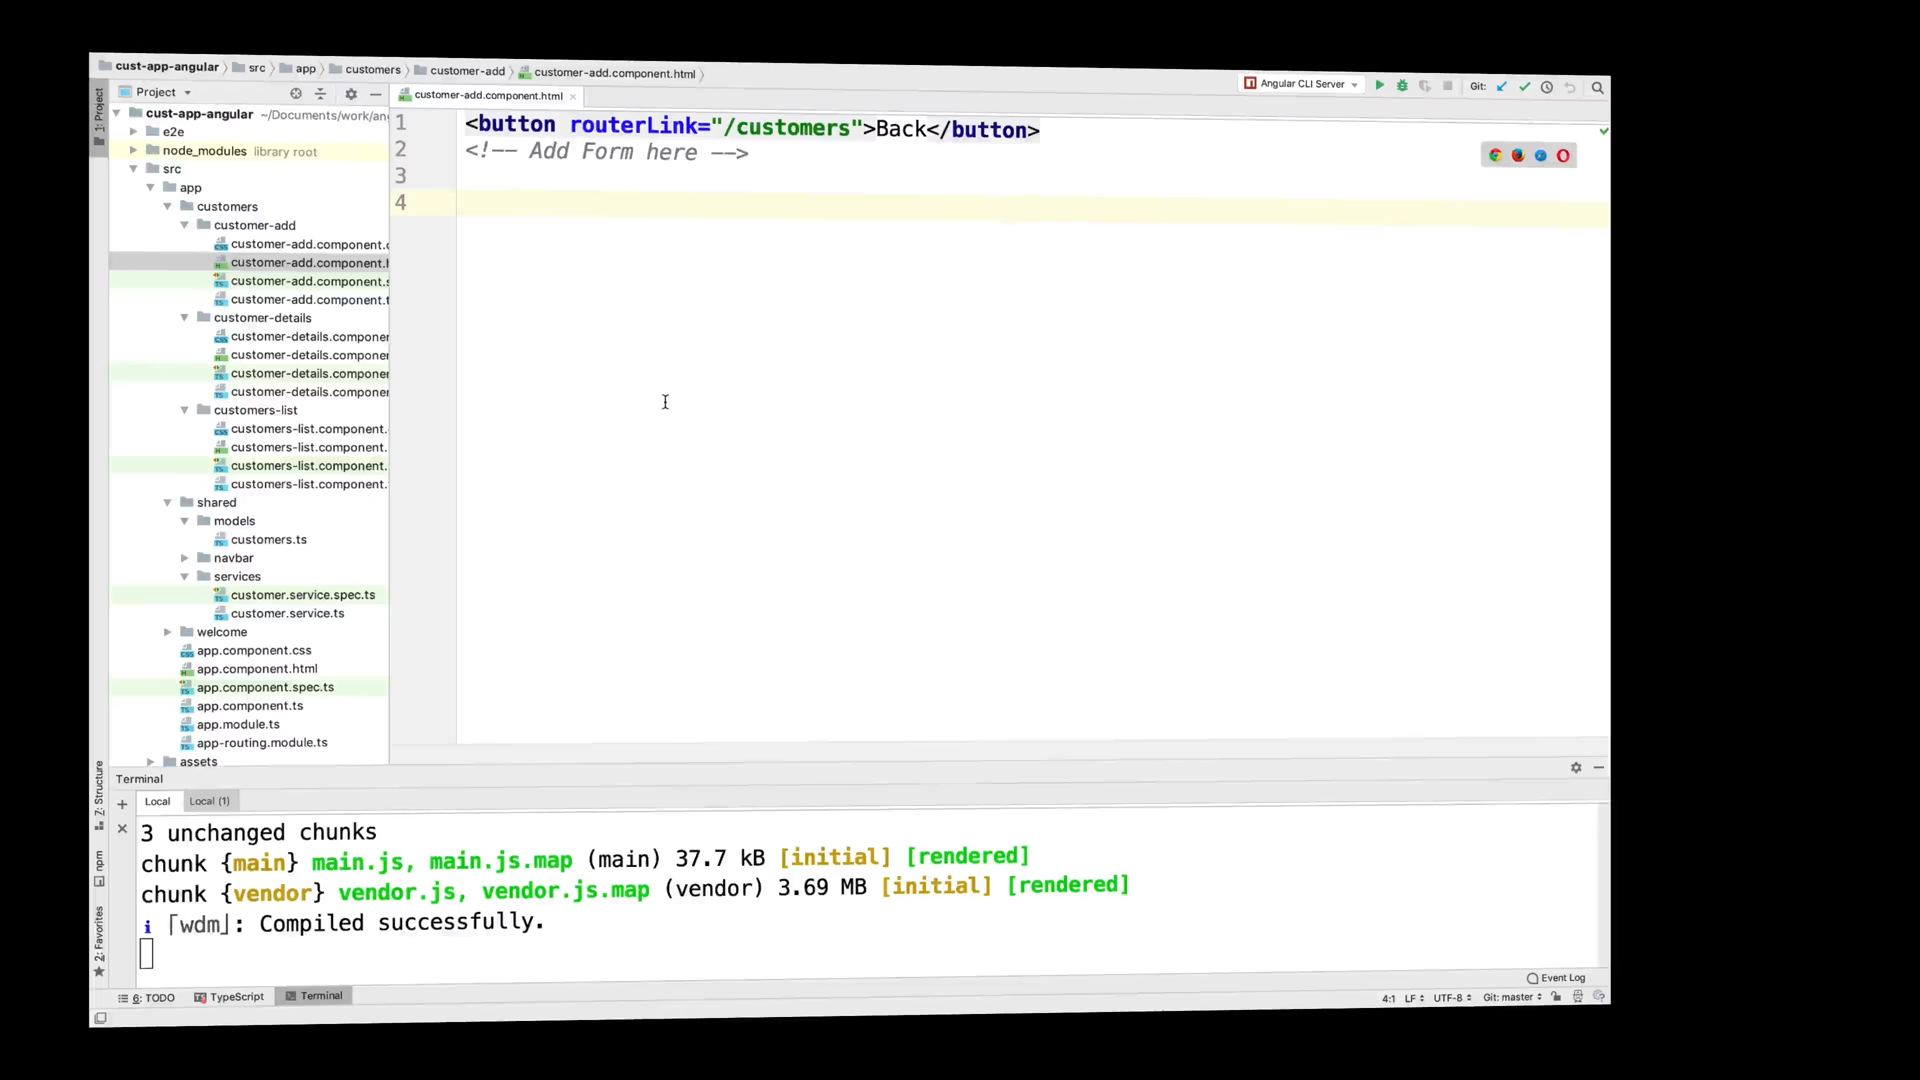 cust-app-angular src app customers customer-add customer-add.component.html
Angular CLI Server Git:
Project
customer-add.component.html
1: Project
cust-app-angular ~/Documents/work/an
e2e
node_modules library root
src
app
customers
customer-add
customer-add.component.
customer-add.component.
customer-add.component.s
customer-add.component.t
customer-details
customer-details.compone
customer-details.compone
customer-details.compone
customer-details.compone
customers-list
customers-list.component.
customers-list.component.
customers-list.component.
customers-list.component.
shared
models
customers.ts
navbar
services
customer.service.spec.ts
customer.service.ts
welcome
app.component.css
app.component.html
app.component.spec.ts
app.component.ts
app.module.ts
app-routing.module.ts
assets
1 <button routerLink="/customers">Back</button>
2 <!-- Add Form here -->
3
4
7: Structure
npm
2: Favorites
Terminal
Local Local (1)
3 unchanged chunks
chunk {main} main.js, main.js.map (main) 37.7 kB [initial] [rendered]
chunk {vendor} vendor.js, vendor.js.map (vendor) 3.69 MB [initial] [rendered]
i ｢wdm｣: Compiled successfully.
Event Log
6: TODO TypeScript Terminal
4:1 LF UTF-8 Git: master